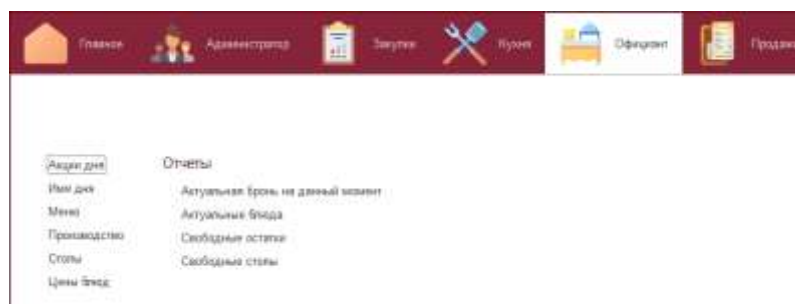 Главное Администратор Закупки Кухня Официант Продажи
Акции дня
Имя дня
Меню
Производство
Столы
Цены блюд
Отчеты
Актуальная бронь на данный момент
Актуальные блюда
Свободные остатки
Свободные столы